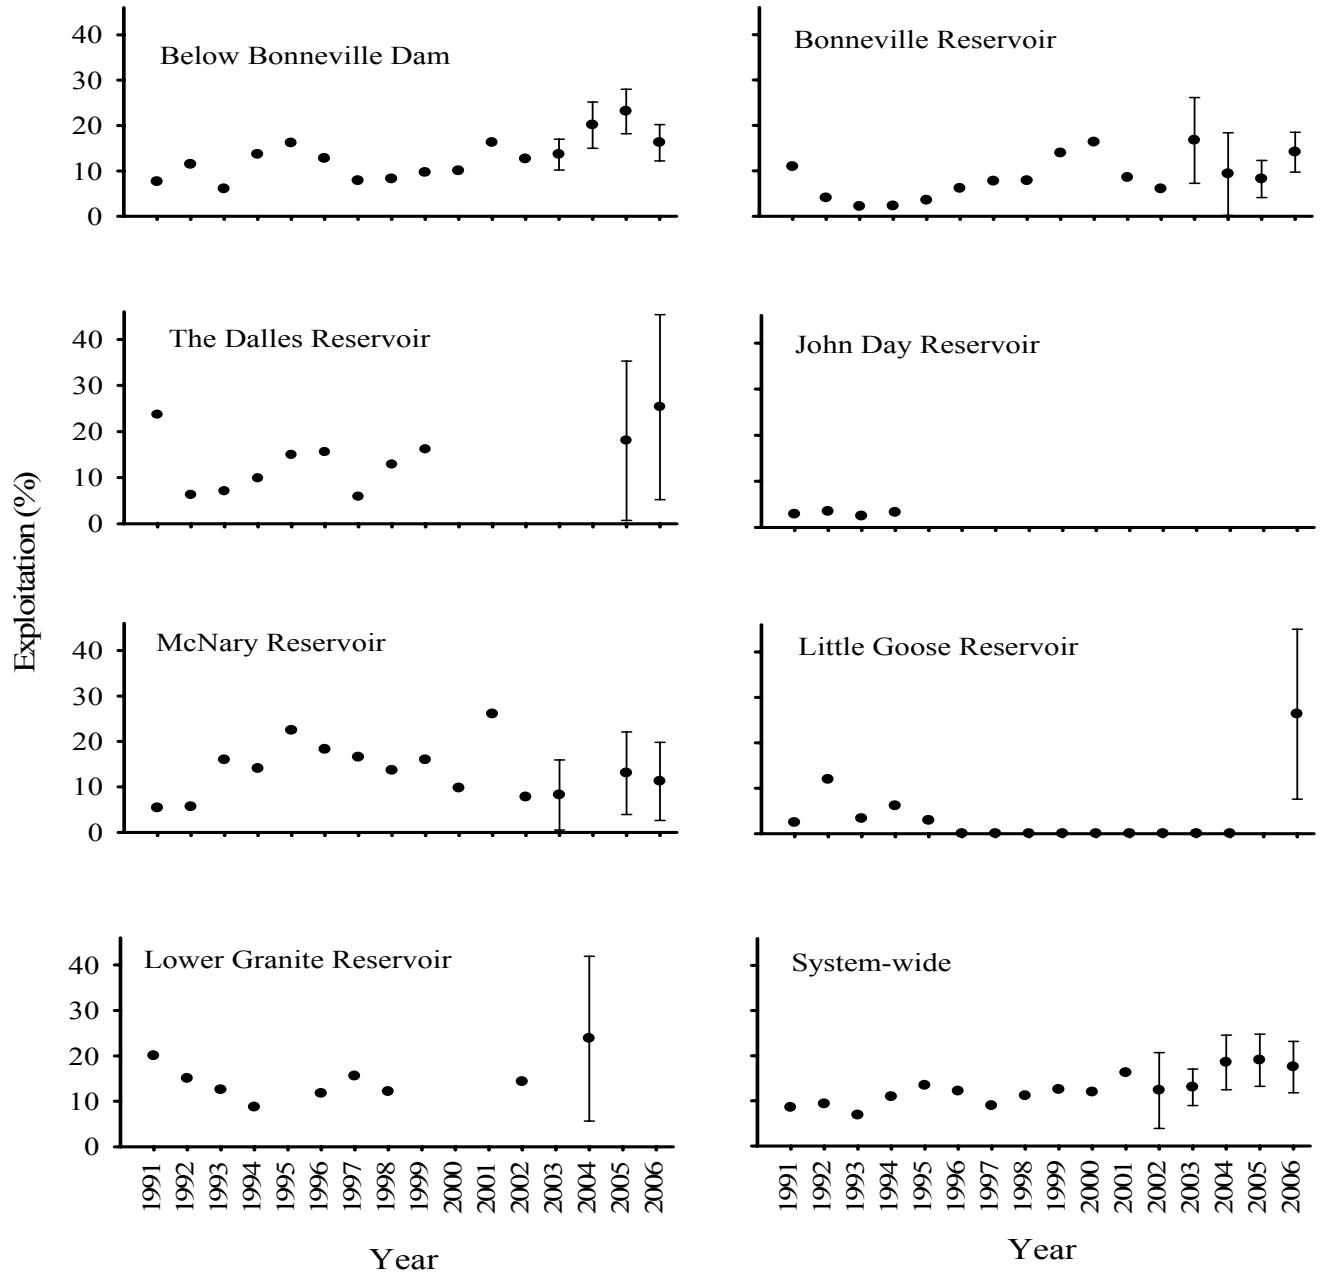 40
30
20
10
0
Below Bonneville Dam
Bonneville Reservoir
40
30
20
10
0
The Dalles Reservoir
John Day Reservoir
Exploitation (%)
40
30
20
10
0
McNary Reservoir
Little Goose Reservoir
40
30
20
10
0
Lower Granite Reservoir
System-wide
1991 1992 1993 1994 1995 1996 1997 1998 1999 2000 2001 2002 2003 2004 2005 2006
1991 1992 1993 1994 1995 1996 1997 1998 1999 2000 2001 2002 2003 2004 2005 2006
Year
Year